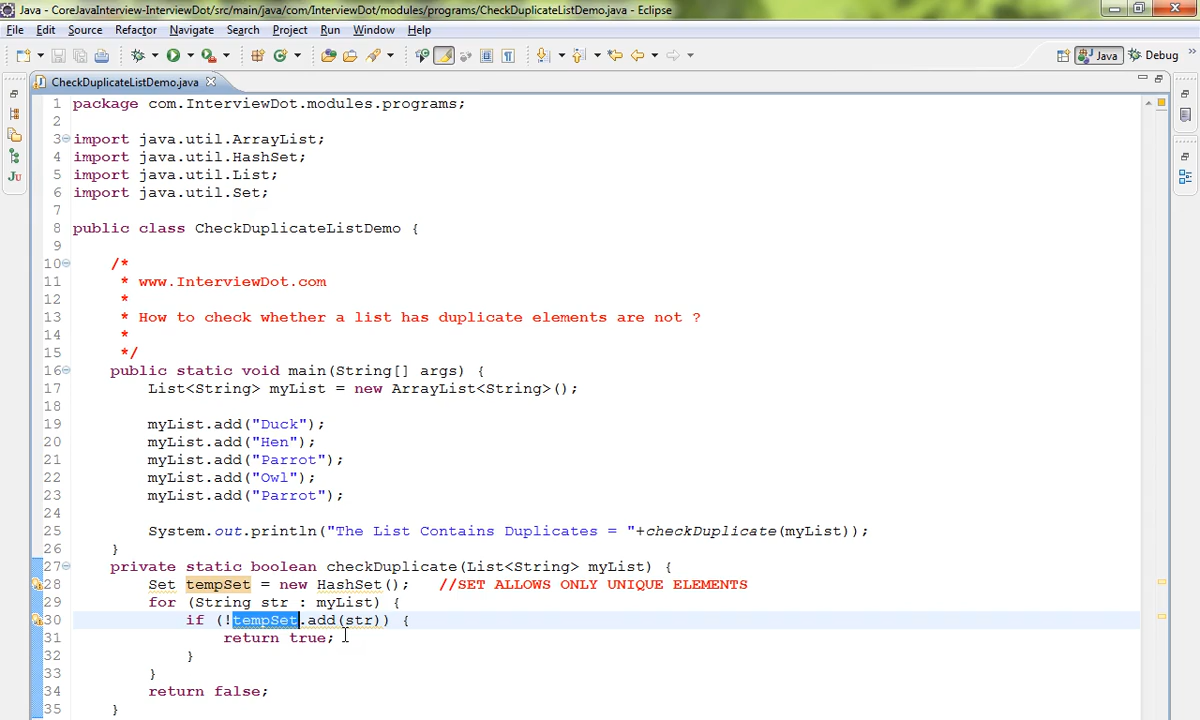 Java - CoreJavaInterview-InterviewDot/src/main/java/com/InterviewDot/modules/programs/CheckDuplicateListDemo.java - Eclipse
File Edit Source Refactor Navigate Search Project Run Window Help
Java Debug
CheckDuplicateListDemo.java
1 package com.InterviewDot.modules.programs;
2
3 import java.util.ArrayList;
4 import java.util.HashSet;
5 import java.util.List;
6 import java.util.Set;
7
8 public class CheckDuplicateListDemo {
9
10 /*
11 * www.InterviewDot.com
12 *
13 * How to check whether a list has duplicate elements are not ?
14 *
15 */
16 public static void main(String[] args) {
17 List<String> myList = new ArrayList<String>();
18
19 myList.add("Duck");
20 myList.add("Hen");
21 myList.add("Parrot");
22 myList.add("Owl");
23 myList.add("Parrot");
24
25 System.out.println("The List Contains Duplicates = "+checkDuplicate(myList));
26 }
27 private static boolean checkDuplicate(List<String> myList) {
28 Set tempSet = new HashSet(); //SET ALLOWS ONLY UNIQUE ELEMENTS
29 for (String str : myList) {
30 if (!tempSet.add(str)) {
31 return true;
32 }
33 }
34 return false;
35 }